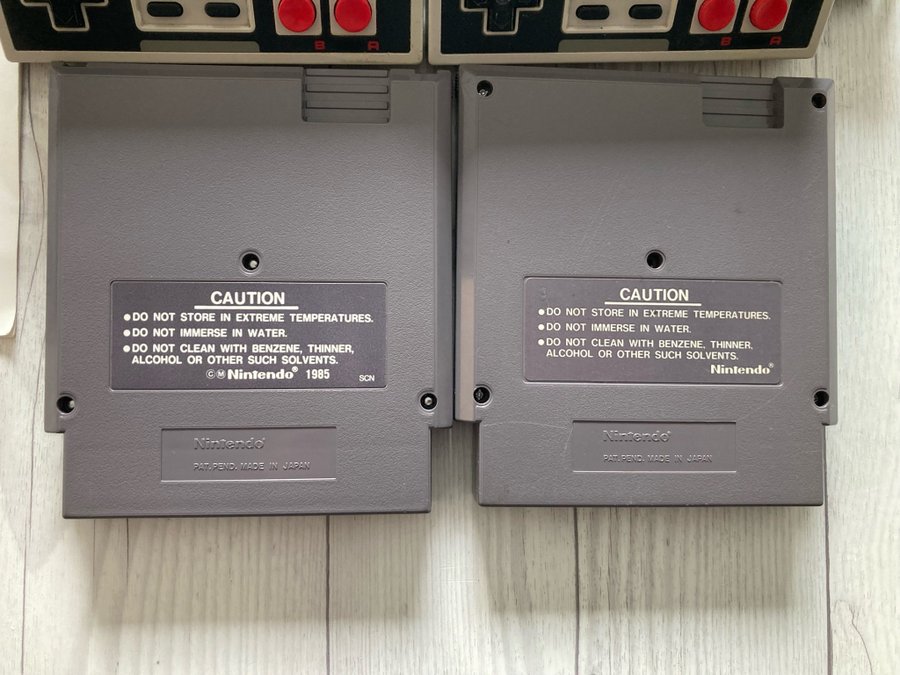 B A
B A
CAUTION
●DO NOT STORE IN EXTREME TEMPERATURES.
●DO NOT IMMERSE IN WATER.
●DO NOT CLEAN WITH BENZENE, THINNER,
ALCOHOL OR OTHER SUCH SOLVENTS.
©Ⓜ Nintendo® 1985
SCN
Nintendo®
PAT. PEND. MADE IN JAPAN
CAUTION
●DO NOT STORE IN EXTREME TEMPERATURES.
●DO NOT IMMERSE IN WATER.
●DO NOT CLEAN WITH BENZENE, THINNER,
ALCOHOL OR OTHER SUCH SOLVENTS.
Nintendo®
Nintendo®
PAT. PEND. MADE IN JAPAN